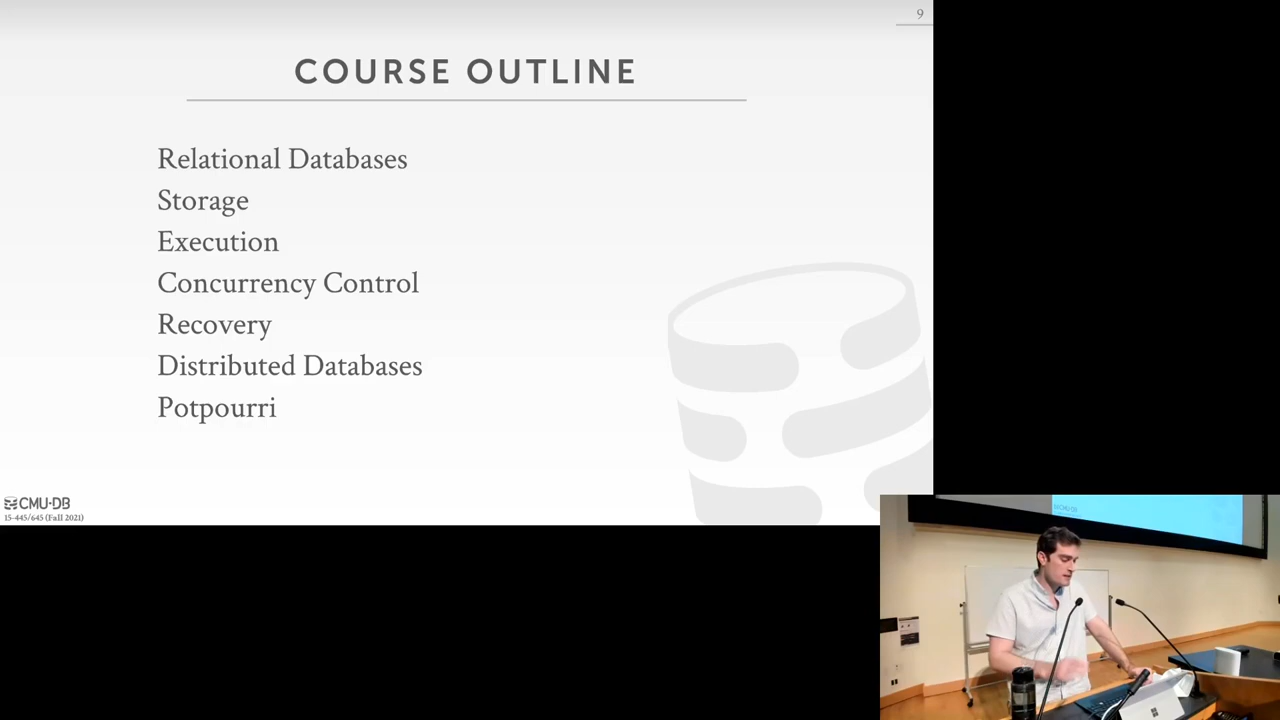 9
COURSE OUTLINE
Relational Databases
Storage
Execution
Concurrency Control
Recovery
Distributed Databases
Potpourri
CMU·DB
15-445/645 (Fall 2021)